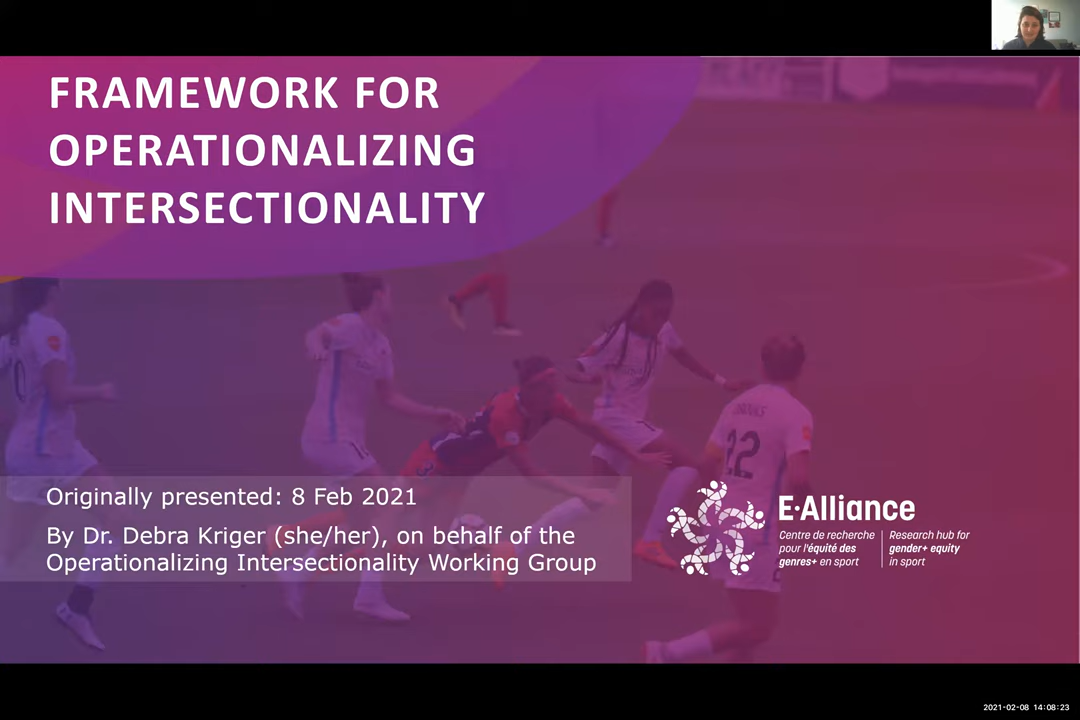 FRAMEWORK FOR
OPERATIONALIZING
INTERSECTIONALITY
22
Originally presented: 8 Feb 2021
By Dr. Debra Kriger (she/her), on behalf of the
Operationalizing Intersectionality Working Group
E·Alliance
Centre de recherche
pour l'équité des
genres+ en sport
Research hub for
gender+ equity
in sport
2021-02-08 14:08:23